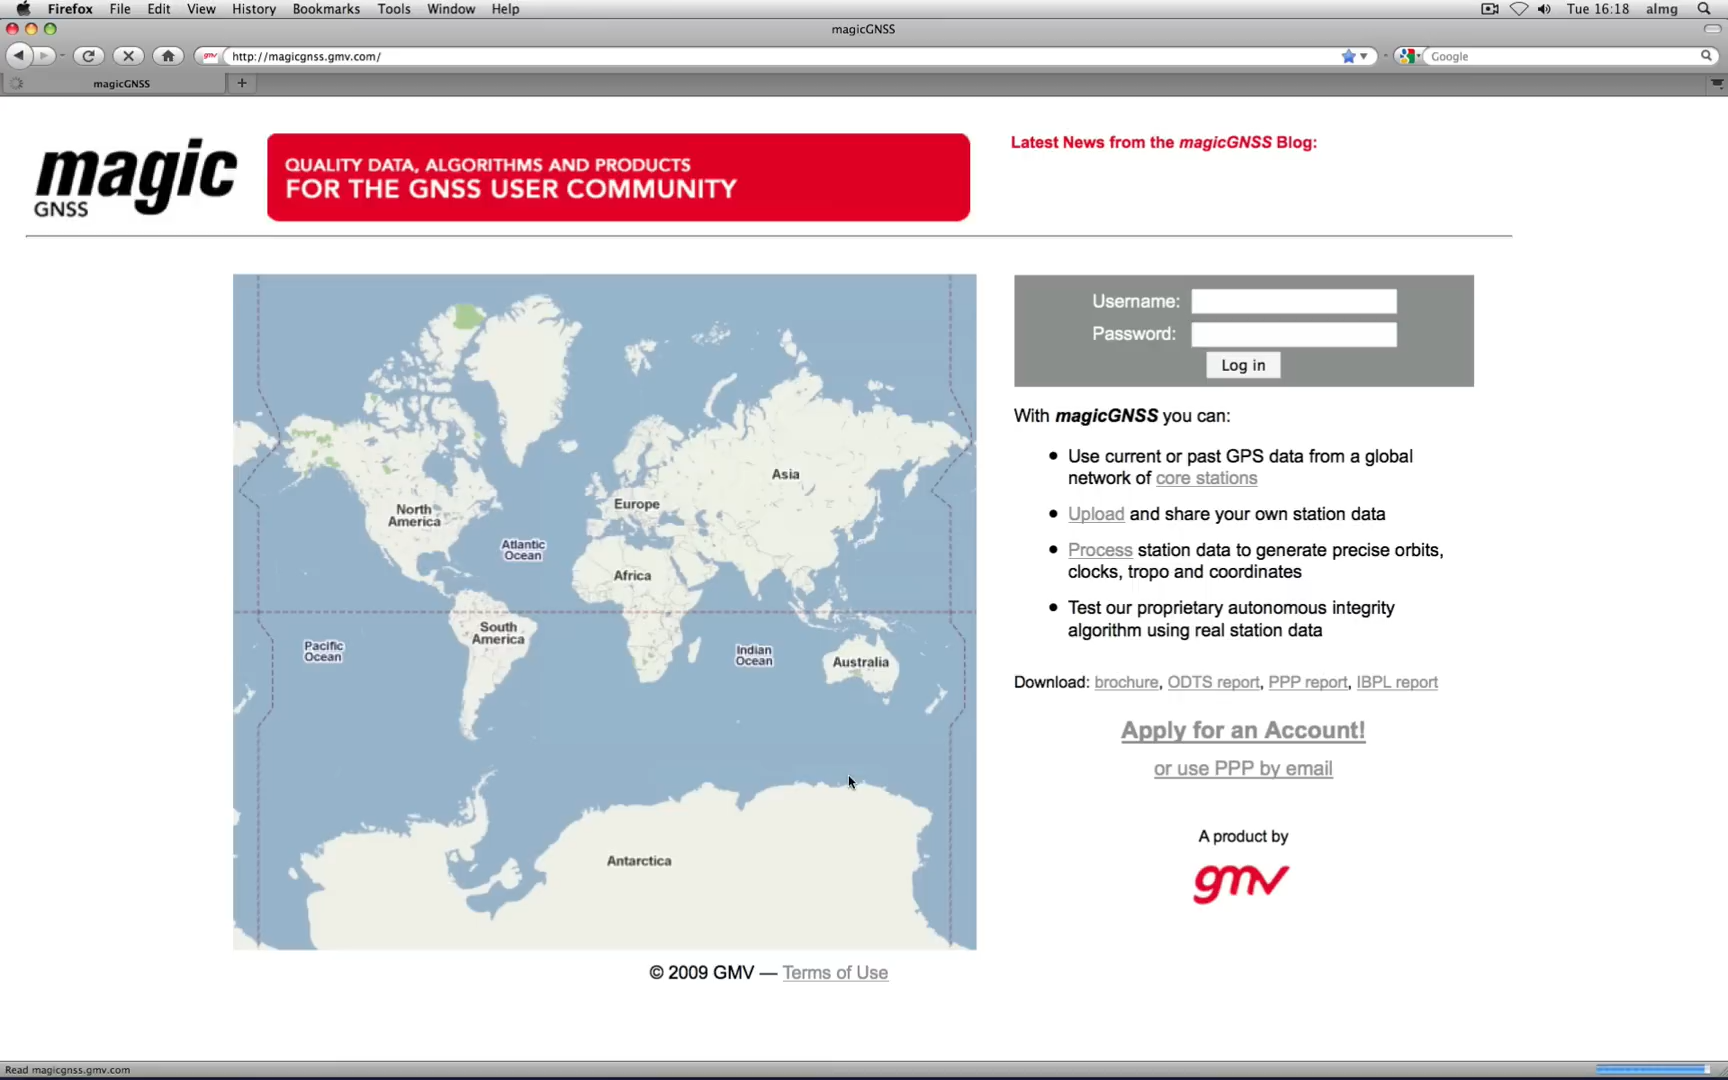 Firefox File Edit View History Bookmarks Tools Window Help Tue 16:18 almg
magicGNSS
http://magicgnss.gmv.com/
Google
magicGNSS
magic
GNSS
QUALITY DATA, ALGORITHMS AND PRODUCTS
FOR THE GNSS USER COMMUNITY
Latest News from the magicGNSS Blog:
North
America
Atlantic
Ocean
Europe
Asia
Africa
South
America
Pacific
Ocean
Indian
Ocean
Australia
Antarctica
Username:
Password:
Log in
With magicGNSS you can:
Use current or past GPS data from a global
network of core stations
Upload and share your own station data
Process station data to generate precise orbits,
clocks, tropo and coordinates
Test our proprietary autonomous integrity
algorithm using real station data
Download: brochure, ODTS report, PPP report, IBPL report
Apply for an Account!
or use PPP by email
A product by
gmv
© 2009 GMV — Terms of Use
Read magicgnss.gmv.com